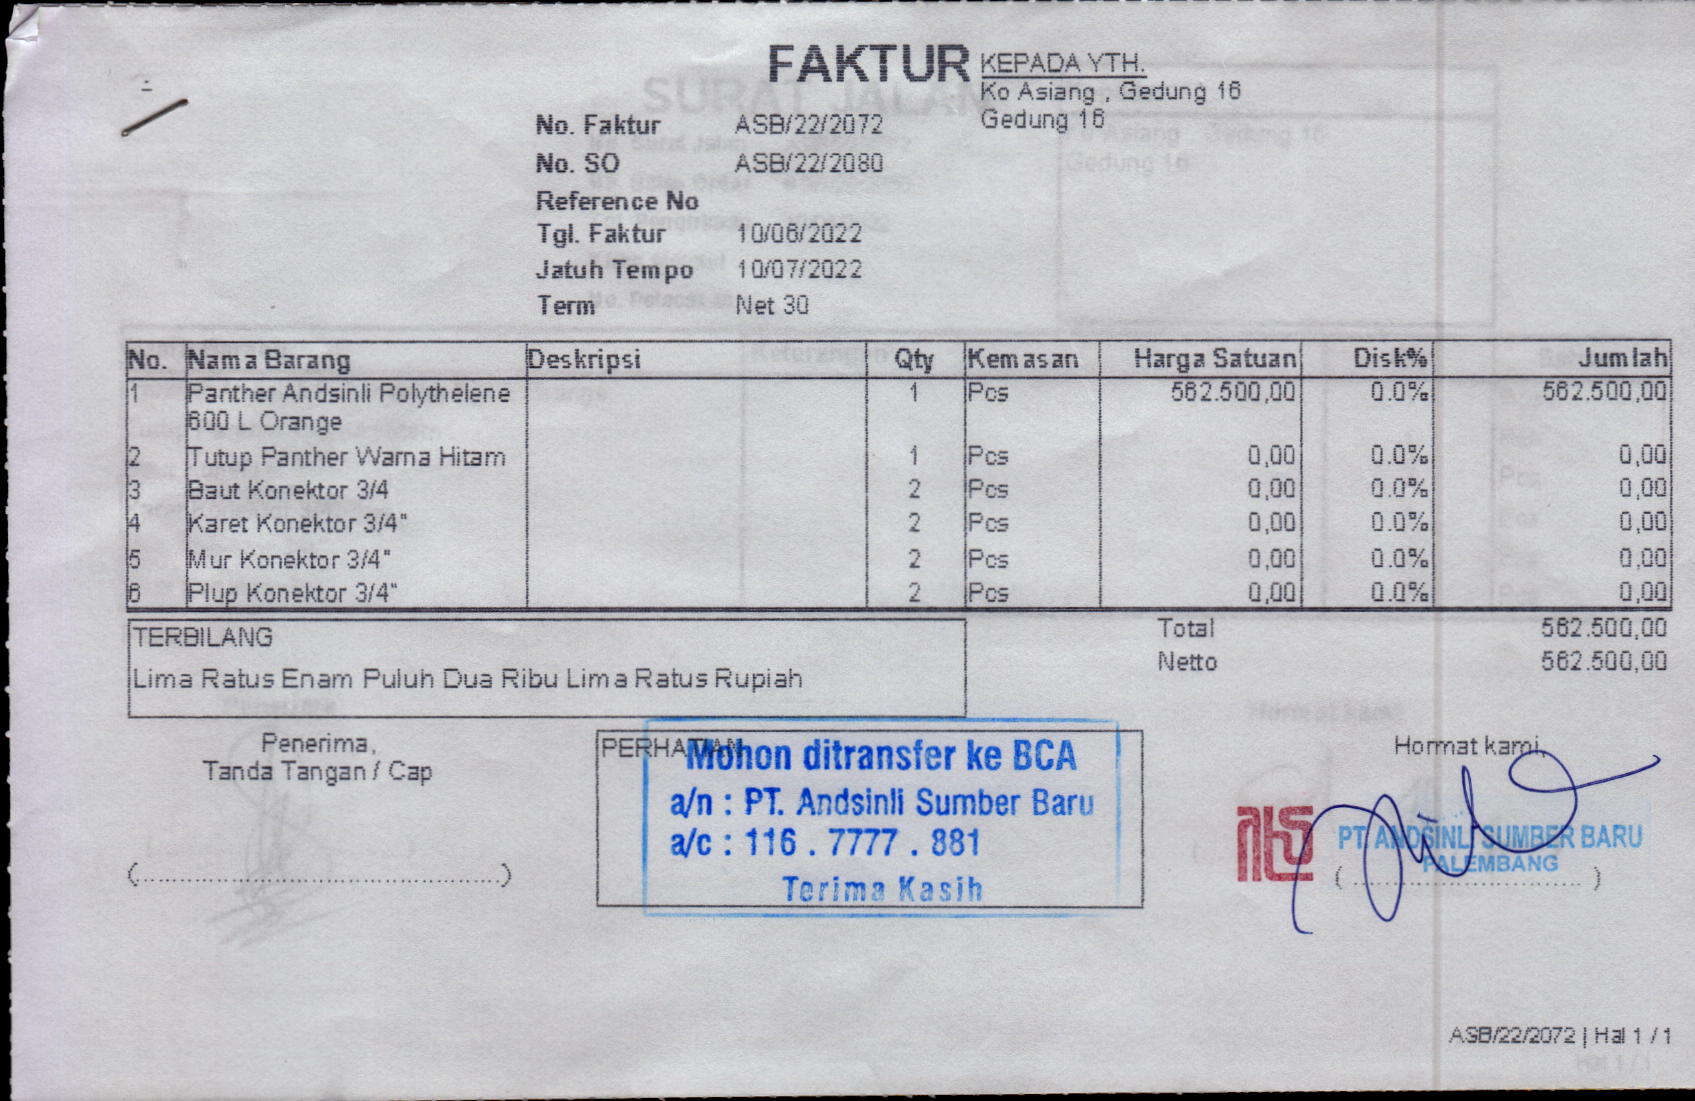 FAKTUR
KEPADA YTH.
Ko Asiang , Gedung 16
Gedung 16
No. Faktur ASB/22/2072
No. SO ASB/22/2080
Reference No
Tgl. Faktur 10/06/2022
Jatuh Tempo 10/07/2022
Term Net 30
No. Nama Barang Deskripsi Qty Kemasan Harga Satuan Disk% Jumlah
1 Panther Andsinli Polythelene 1 Pcs 562.500,00 0.0% 562.500,00
600 L Orange
2 Tutup Panther Warna Hitam 1 Pcs 0,00 0.0% 0,00
3 Baut Konektor 3/4 2 Pcs 0,00 0.0% 0,00
4 Karet Konektor 3/4" 2 Pcs 0,00 0.0% 0,00
5 Mur Konektor 3/4" 2 Pcs 0,00 0.0% 0,00
6 Plup Konektor 3/4" 2 Pcs 0,00 0.0% 0,00
Total 562.500,00
Netto 562.500,00
TERBILANG
Lima Ratus Enam Puluh Dua Ribu Lima Ratus Rupiah
Penerima,
Tanda Tangan / Cap
(........................................)
PERHATIAN
Mohon ditransfer ke BCA
a/n : PT. Andsinli Sumber Baru
a/c : 116 . 7777 . 881
Terima Kasih
Hormat kami,
PT. ANDSINLI SUMBER BARU
PALEMBANG
( .............................. )
ASB/22/2072 | Hal 1 / 1